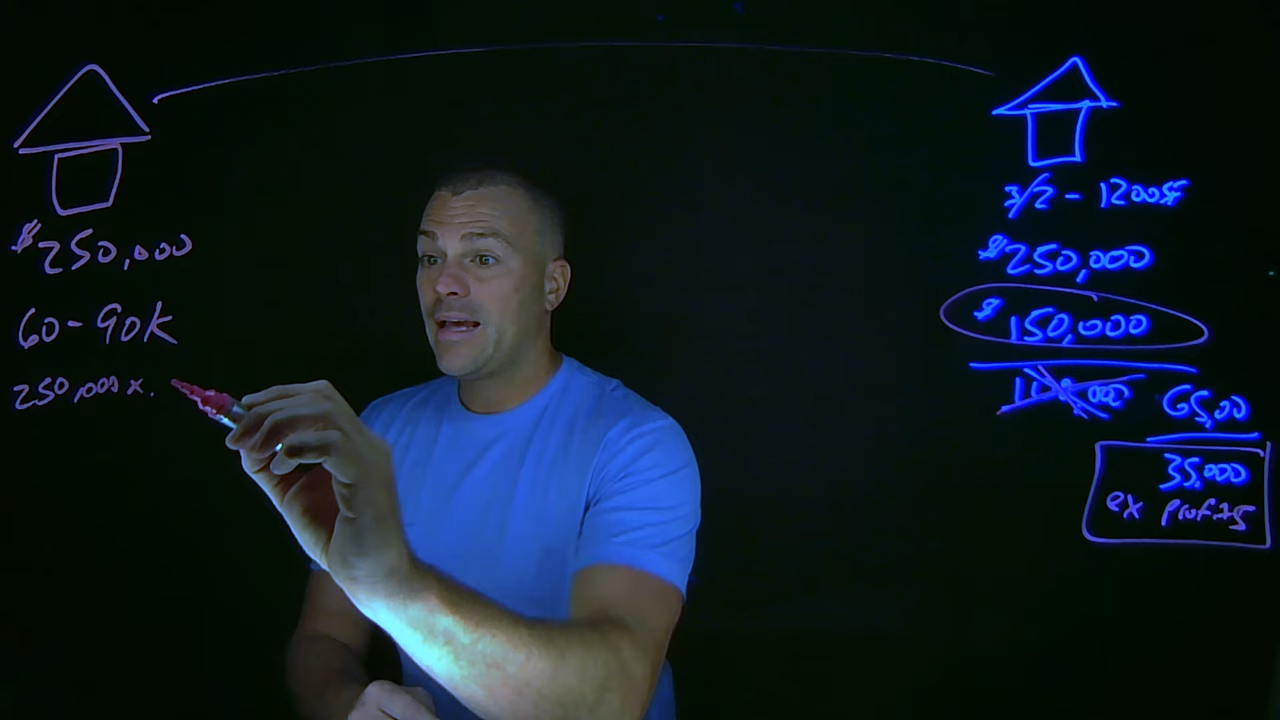 $250,000
60-90K
250,000 x.
3/2 - 1200SF
$250,000
$150,000
65,00
35,000
ex profits